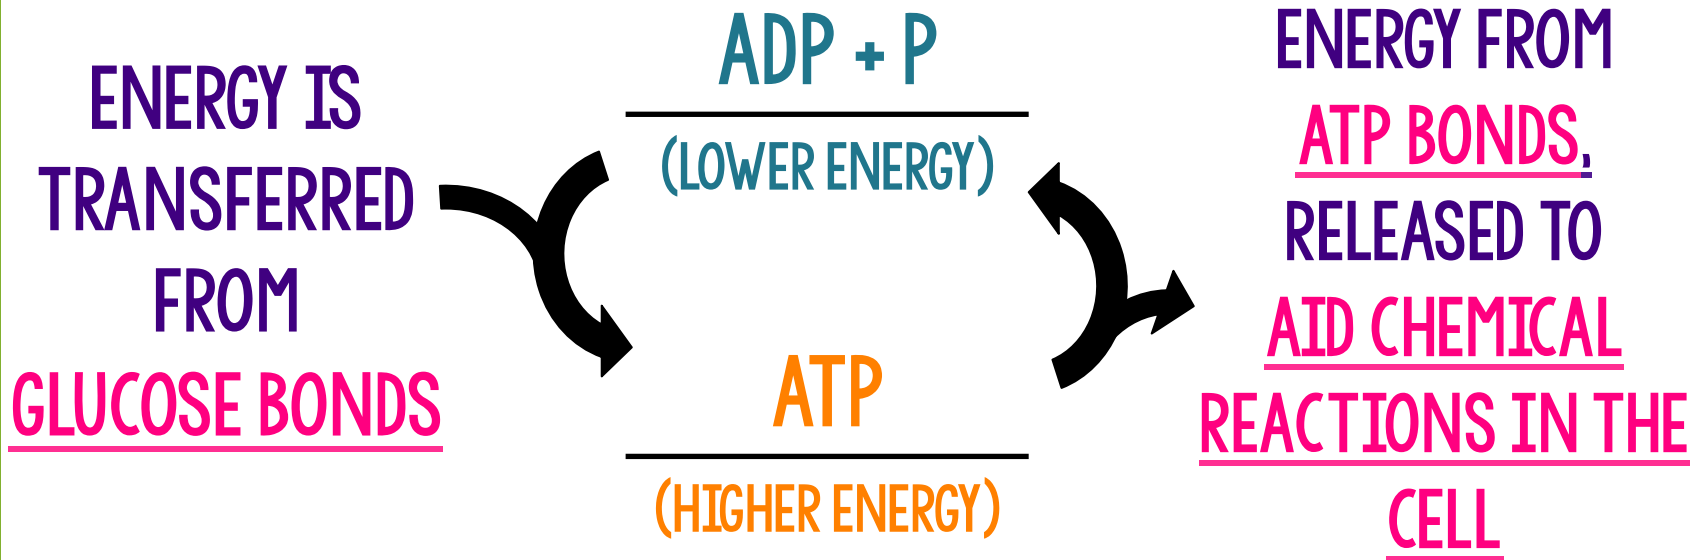 ENERGY IS
TRANSFERRED
FROM
GLUCOSE BONDS
ADP + P
(LOWER ENERGY)
ATP
(HIGHER ENERGY)
ENERGY FROM
ATP BONDS,
RELEASED TO
AID CHEMICAL
REACTIONS IN THE
CELL